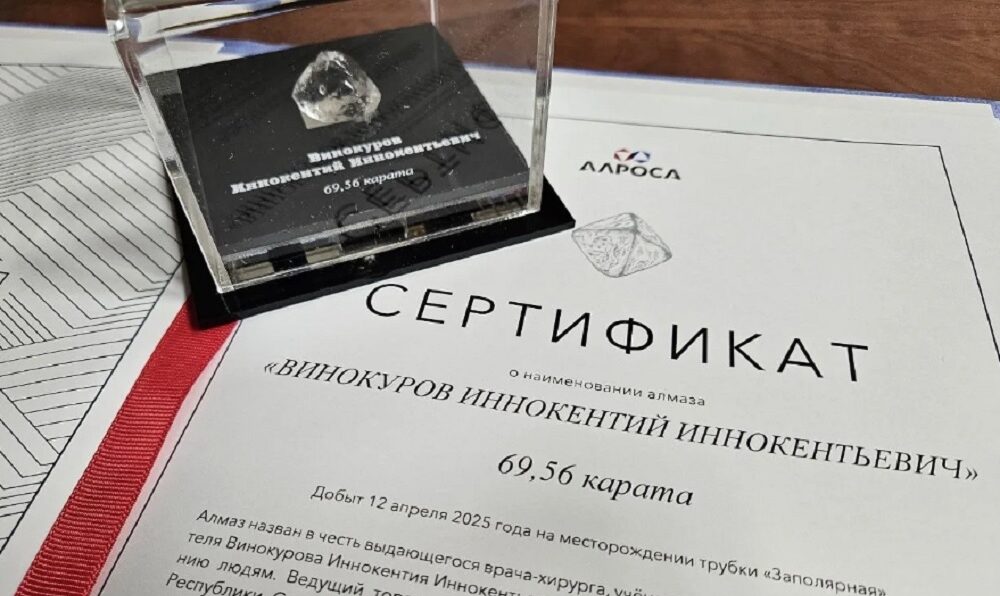 Винокуров
Иннокентий Иннокентьевич
69,56 карата
АЛРОСА
СЕРТИФИКАТ
о наименовании алмаза
«ВИНОКУРОВ ИННОКЕНТИЙ ИННОКЕНТЬЕВИЧ»
69,56 карата
Добыт 12 апреля 2025 года на месторождении трубки «Заполярная»
Алмаз назван в честь выдающегося врача-хирурга, учён
теля Винокурова Иннокентия Иннокен
нию людям. Ведущий
Республики